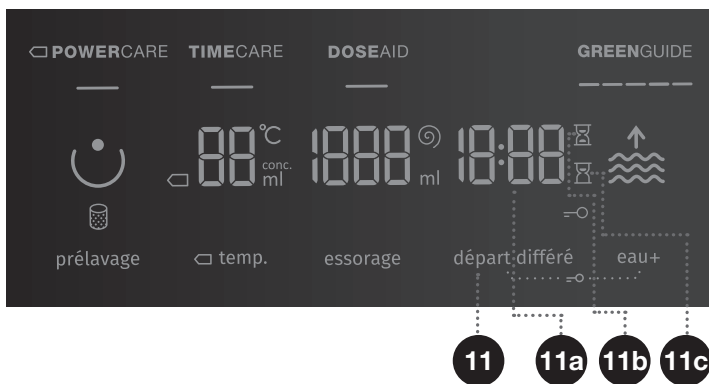 POWERCARE TIMECARE DOSEAID GREENGUIDE
88 °C conc. ml 1888 ml 18:88
prélavage temp. essorage départ différé eau+
11 11a 11b 11c